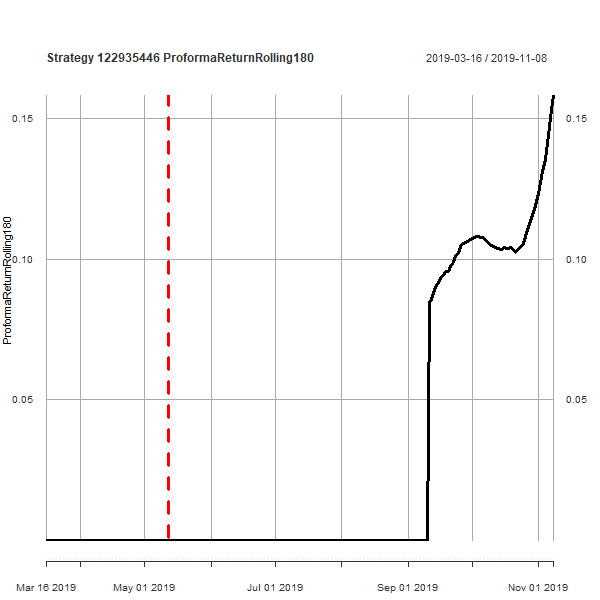 Strategy 122935446 ProformaReturnRolling180
2019-03-16 / 2019-11-08
ProformaReturnRolling180
0.15
0.15
0.10
0.10
0.05
0.05
Mar 16 2019
May 01 2019
Jul 01 2019
Sep 01 2019
Nov 01 2019